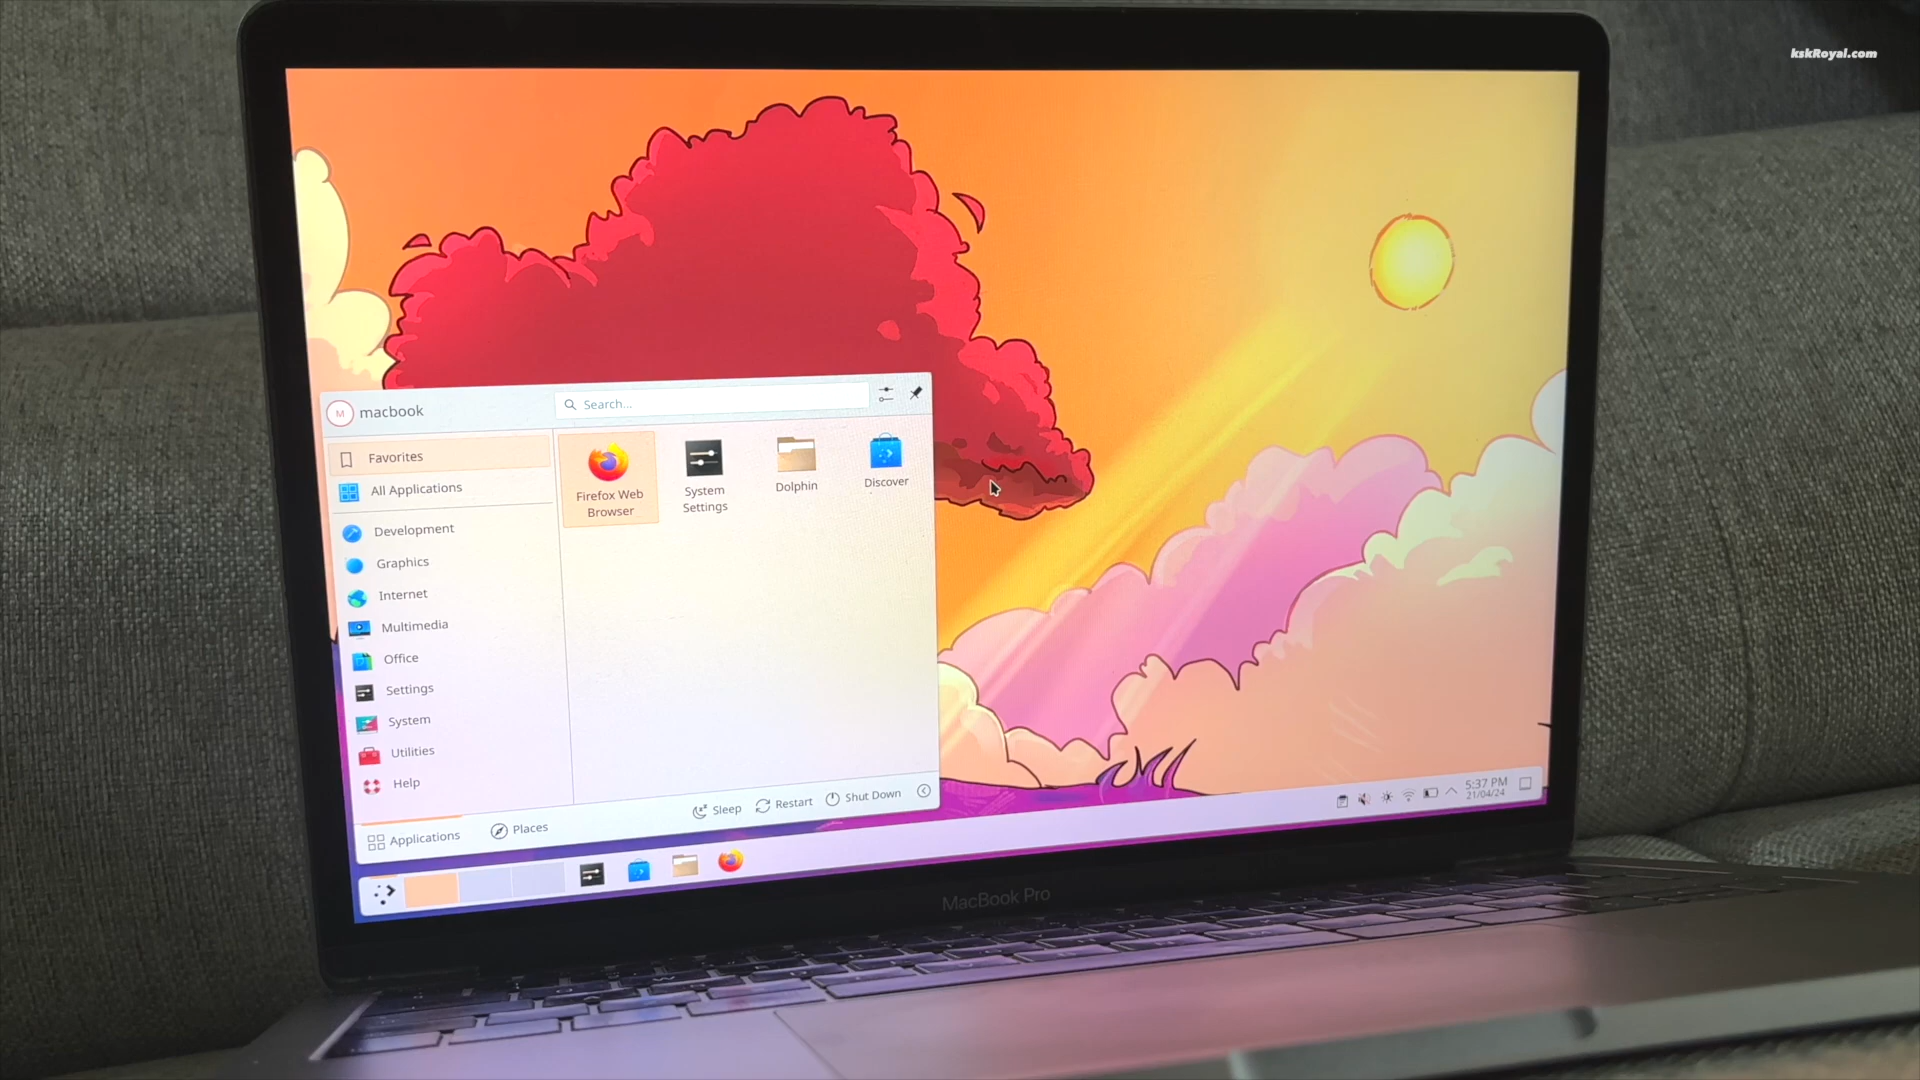 kskRoyal.com
M
macbook
Search...
Favorites
All Applications
Development
Graphics
Internet
Multimedia
Office
Settings
System
Utilities
Help
Firefox Web
Browser
System
Settings
Dolphin
Discover
Sleep
Restart
Shut Down
Applications
Places
5:37 PM
21/04/24
MacBook Pro